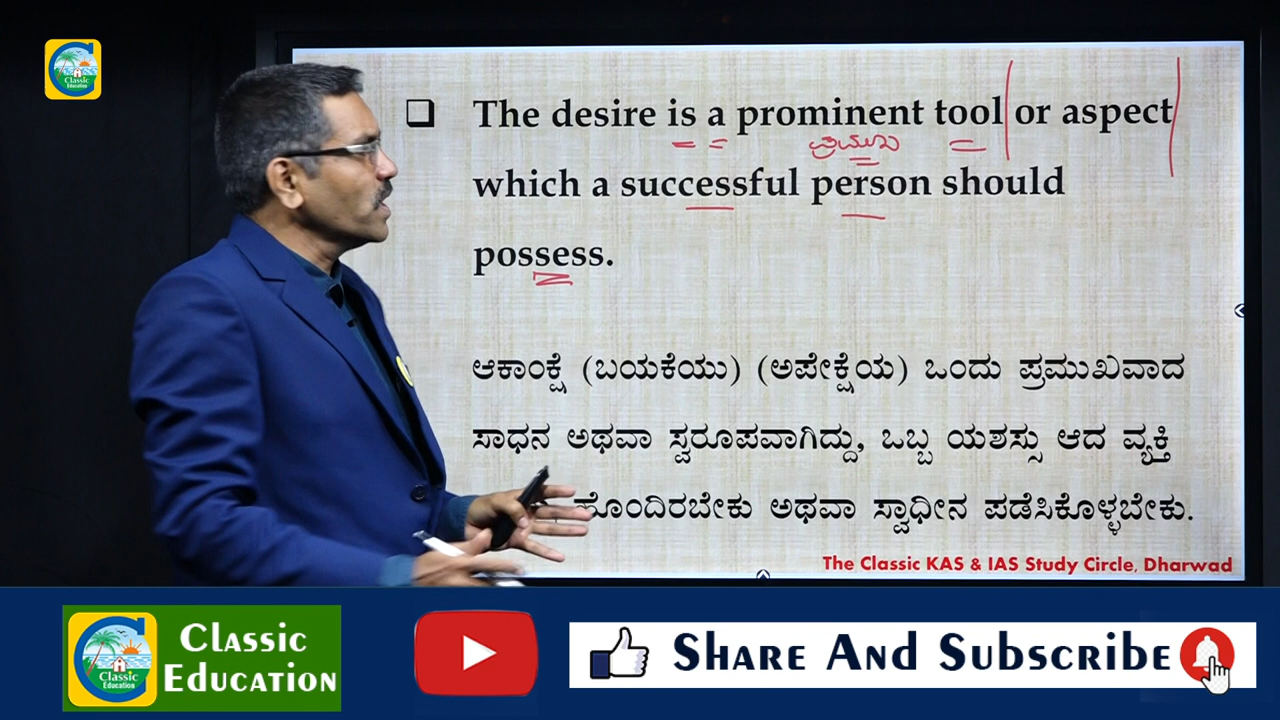 Classic
Education
❑ The desire is a prominent tool or aspect
ಪ್ರಮುಖ
which a successful person should
possess.
ಆಕಾಂಕ್ಷೆ (ಬಯಕೆಯು) (ಅಪೇಕ್ಷೆಯ) ಒಂದು ಪ್ರಮುಖವಾದ
ಸಾಧನ ಅಥವಾ ಸ್ವರೂಪವಾಗಿದ್ದು, ಒಬ್ಬ ಯಶಸ್ಸು ಆದ ವ್ಯಕ್ತಿ
ಹೊಂದಿರಬೇಕು ಅಥವಾ ಸ್ವಾಧೀನ ಪಡೆಸಿಕೊಳ್ಳಬೇಕು.
The Classic KAS & IAS Study Circle, Dharwad
Classic
Education
Classic
Education
Share And Subscribe